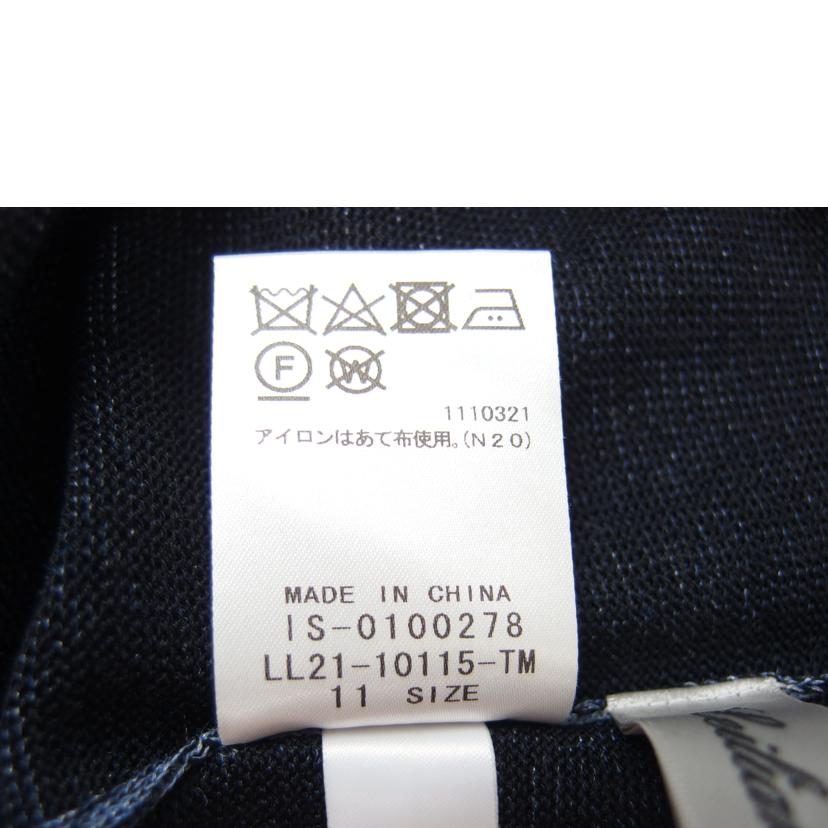 F W
1110321
アイロンはあて布使用。(N20)
MADE IN CHINA
IS-0100278
LL21-10115-TM
11 SIZE